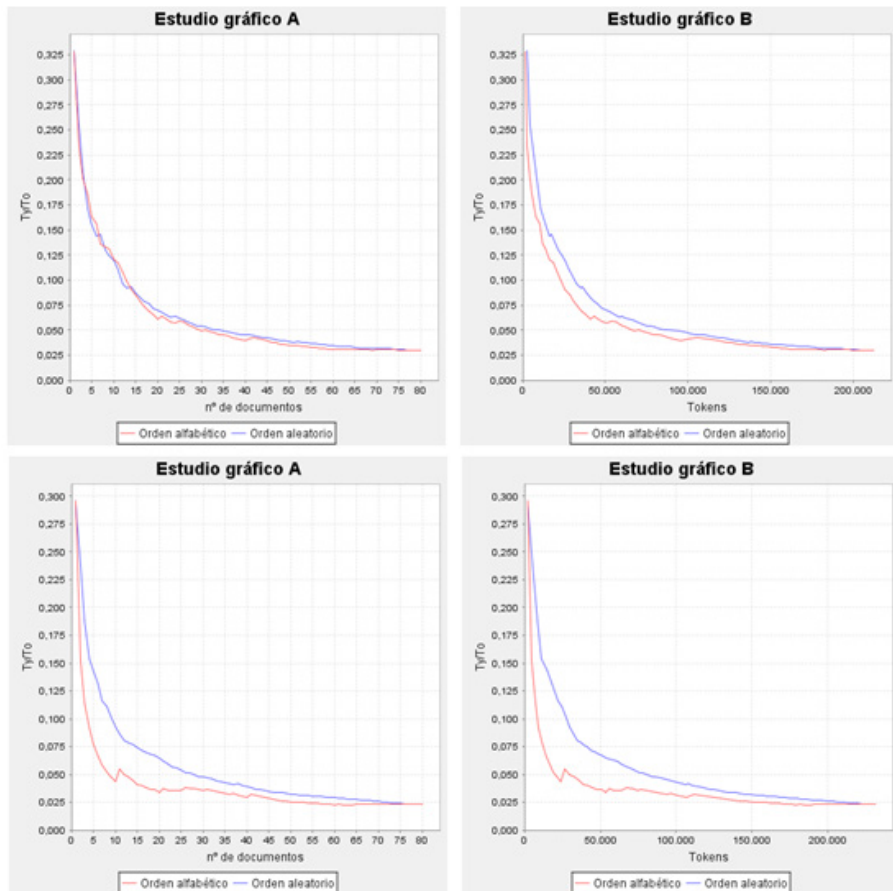 Estudio gráfico A
0,325
0,300
0,275
0,250
0,225
0,200
0,175
0,150
0,125
0,100
0,075
0,050
0,025
0,000
Ty/To
0 5 10 15 20 25 30 35 40 45 50 55 60 65 70 75 80
nº de documentos
Orden alfabético Orden aleatorio
Estudio gráfico B
0,325
0,300
0,275
0,250
0,225
0,200
0,175
0,150
0,125
0,100
0,075
0,050
0,025
0,000
Ty/To
0 50.000 100.000 150.000 200.000
Tokens
Orden alfabético Orden aleatorio
Estudio gráfico A
0,300
0,275
0,250
0,225
0,200
0,175
0,150
0,125
0,100
0,075
0,050
0,025
0,000
Ty/To
0 5 10 15 20 25 30 35 40 45 50 55 60 65 70 75 80
nº de documentos
Orden alfabético Orden aleatorio
Estudio gráfico B
0,300
0,275
0,250
0,225
0,200
0,175
0,150
0,125
0,100
0,075
0,050
0,025
0,000
Ty/To
0 50.000 100.000 150.000 200.000
Tokens
Orden alfabético Orden aleatorio